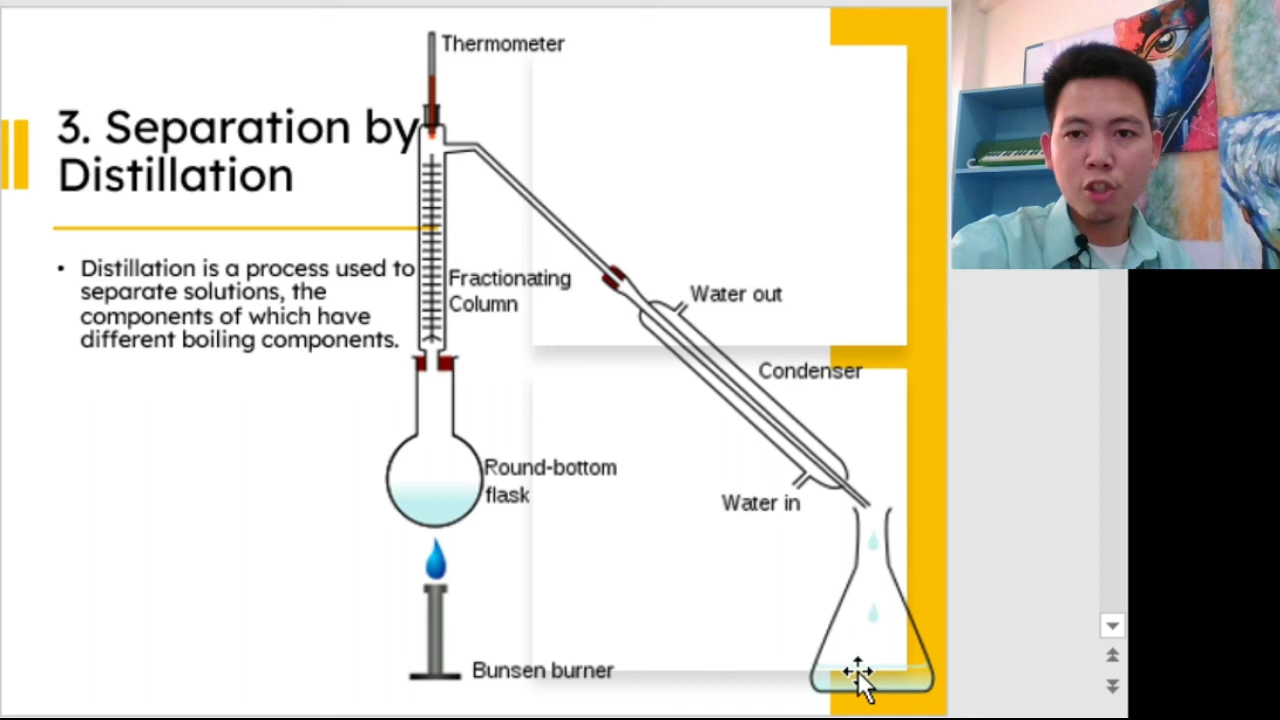 Thermometer
3. Separation by
Distillation
• Distillation is a process used to
separate solutions, the
components of which have
different boiling components.
Fractionating
Column
Water out
Condenser
Round-bottom
flask
Water in
Bunsen burner